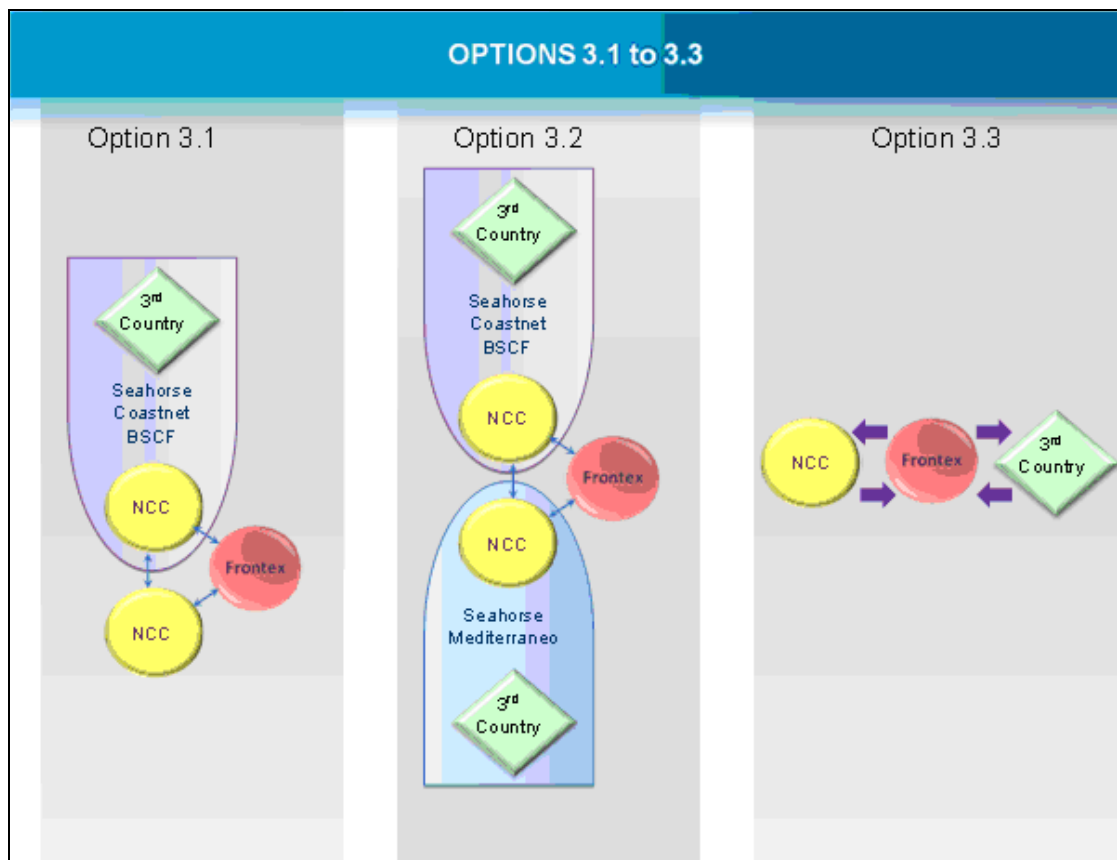 OPTIONS 3.1 to 3.3
Option 3.1
3rd
Country
Seahorse
Coastnet
BSCF
NCC
Frontex
NCC
Option 3.2
3rd
Country
Seahorse
Coastnet
BSCF
NCC
Frontex
NCC
Seahorse
Mediterraneo
3rd
Country
Option 3.3
NCC
Frontex
3rd
Country